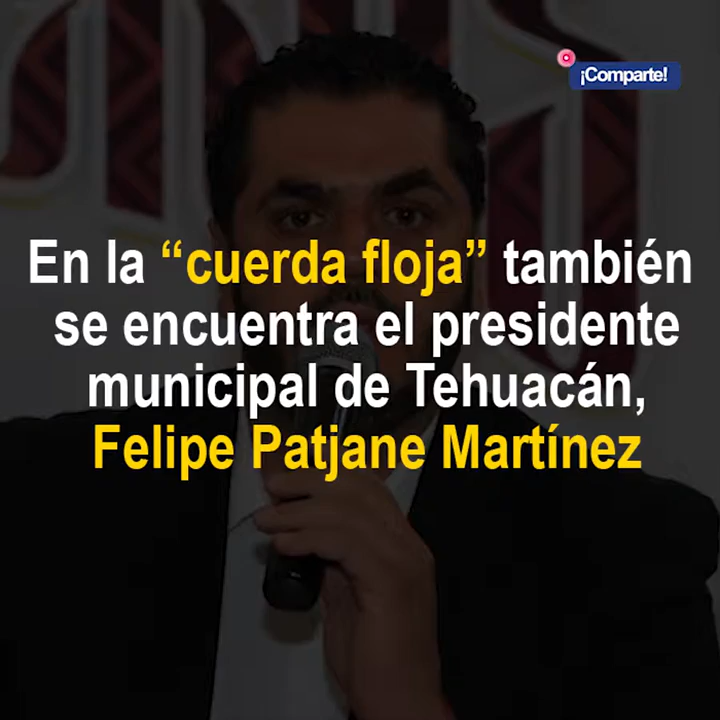 ¡Comparte!
En la “cuerda floja” también
se encuentra el presidente
municipal de Tehuacán,
Felipe Patjane Martínez